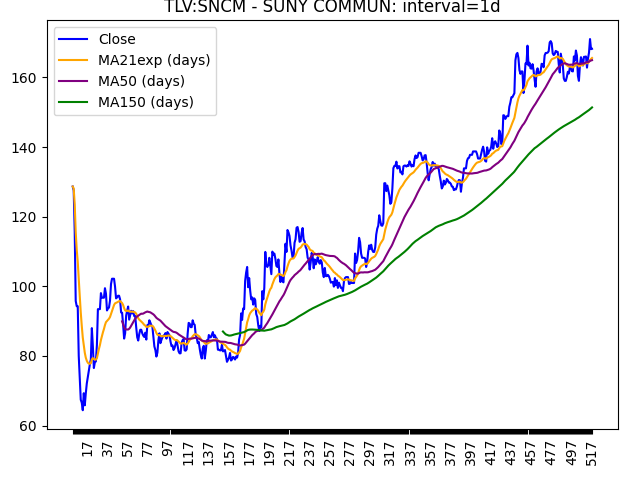 TLV:SNCM - SUNY COMMUN: interval=1d
Close
MA21exp (days)
MA50 (days)
MA150 (days)
160
140
120
100
80
60
17 37 57 77 97 117 137 157 177 197 217 237 257 277 297 317 337 357 377 397 417 437 457 477 497 517